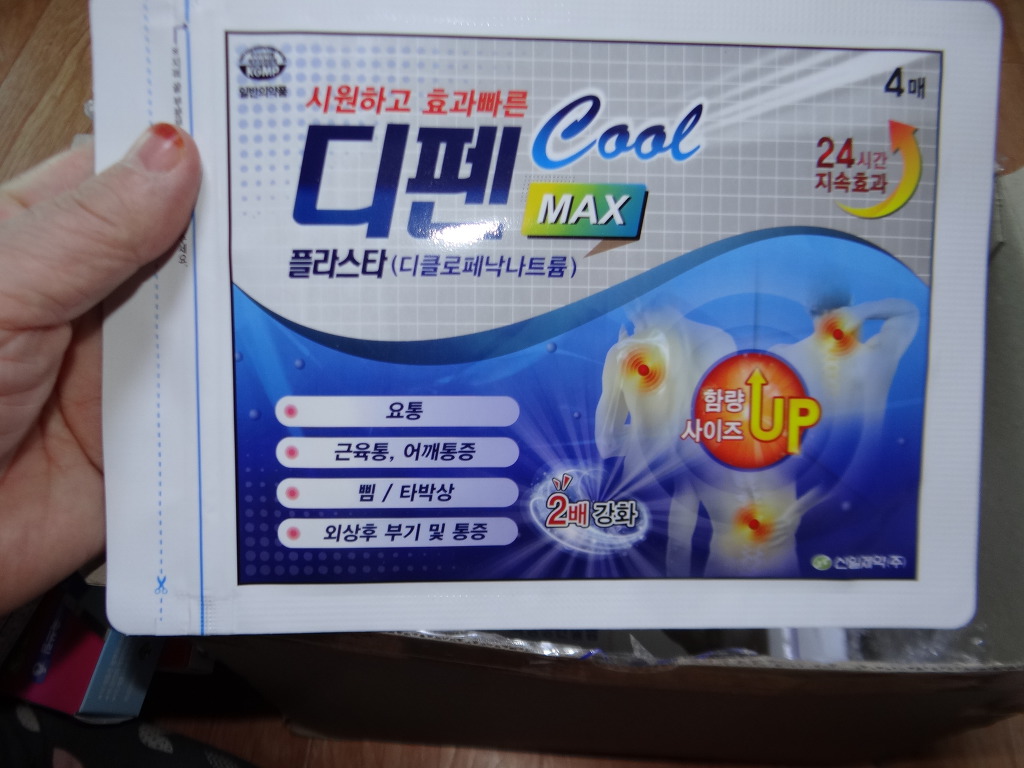 KGMP
일반의약품
4매
시원하고 효과빠른
디펜 Cool
MAX
24시간
지속효과
플라스타(디클로페낙나트륨)
함량
사이즈 UP
요통
근육통, 어깨통증
삠 / 타박상
외상후 부기 및 통증
2배 강화
신일제약(주)